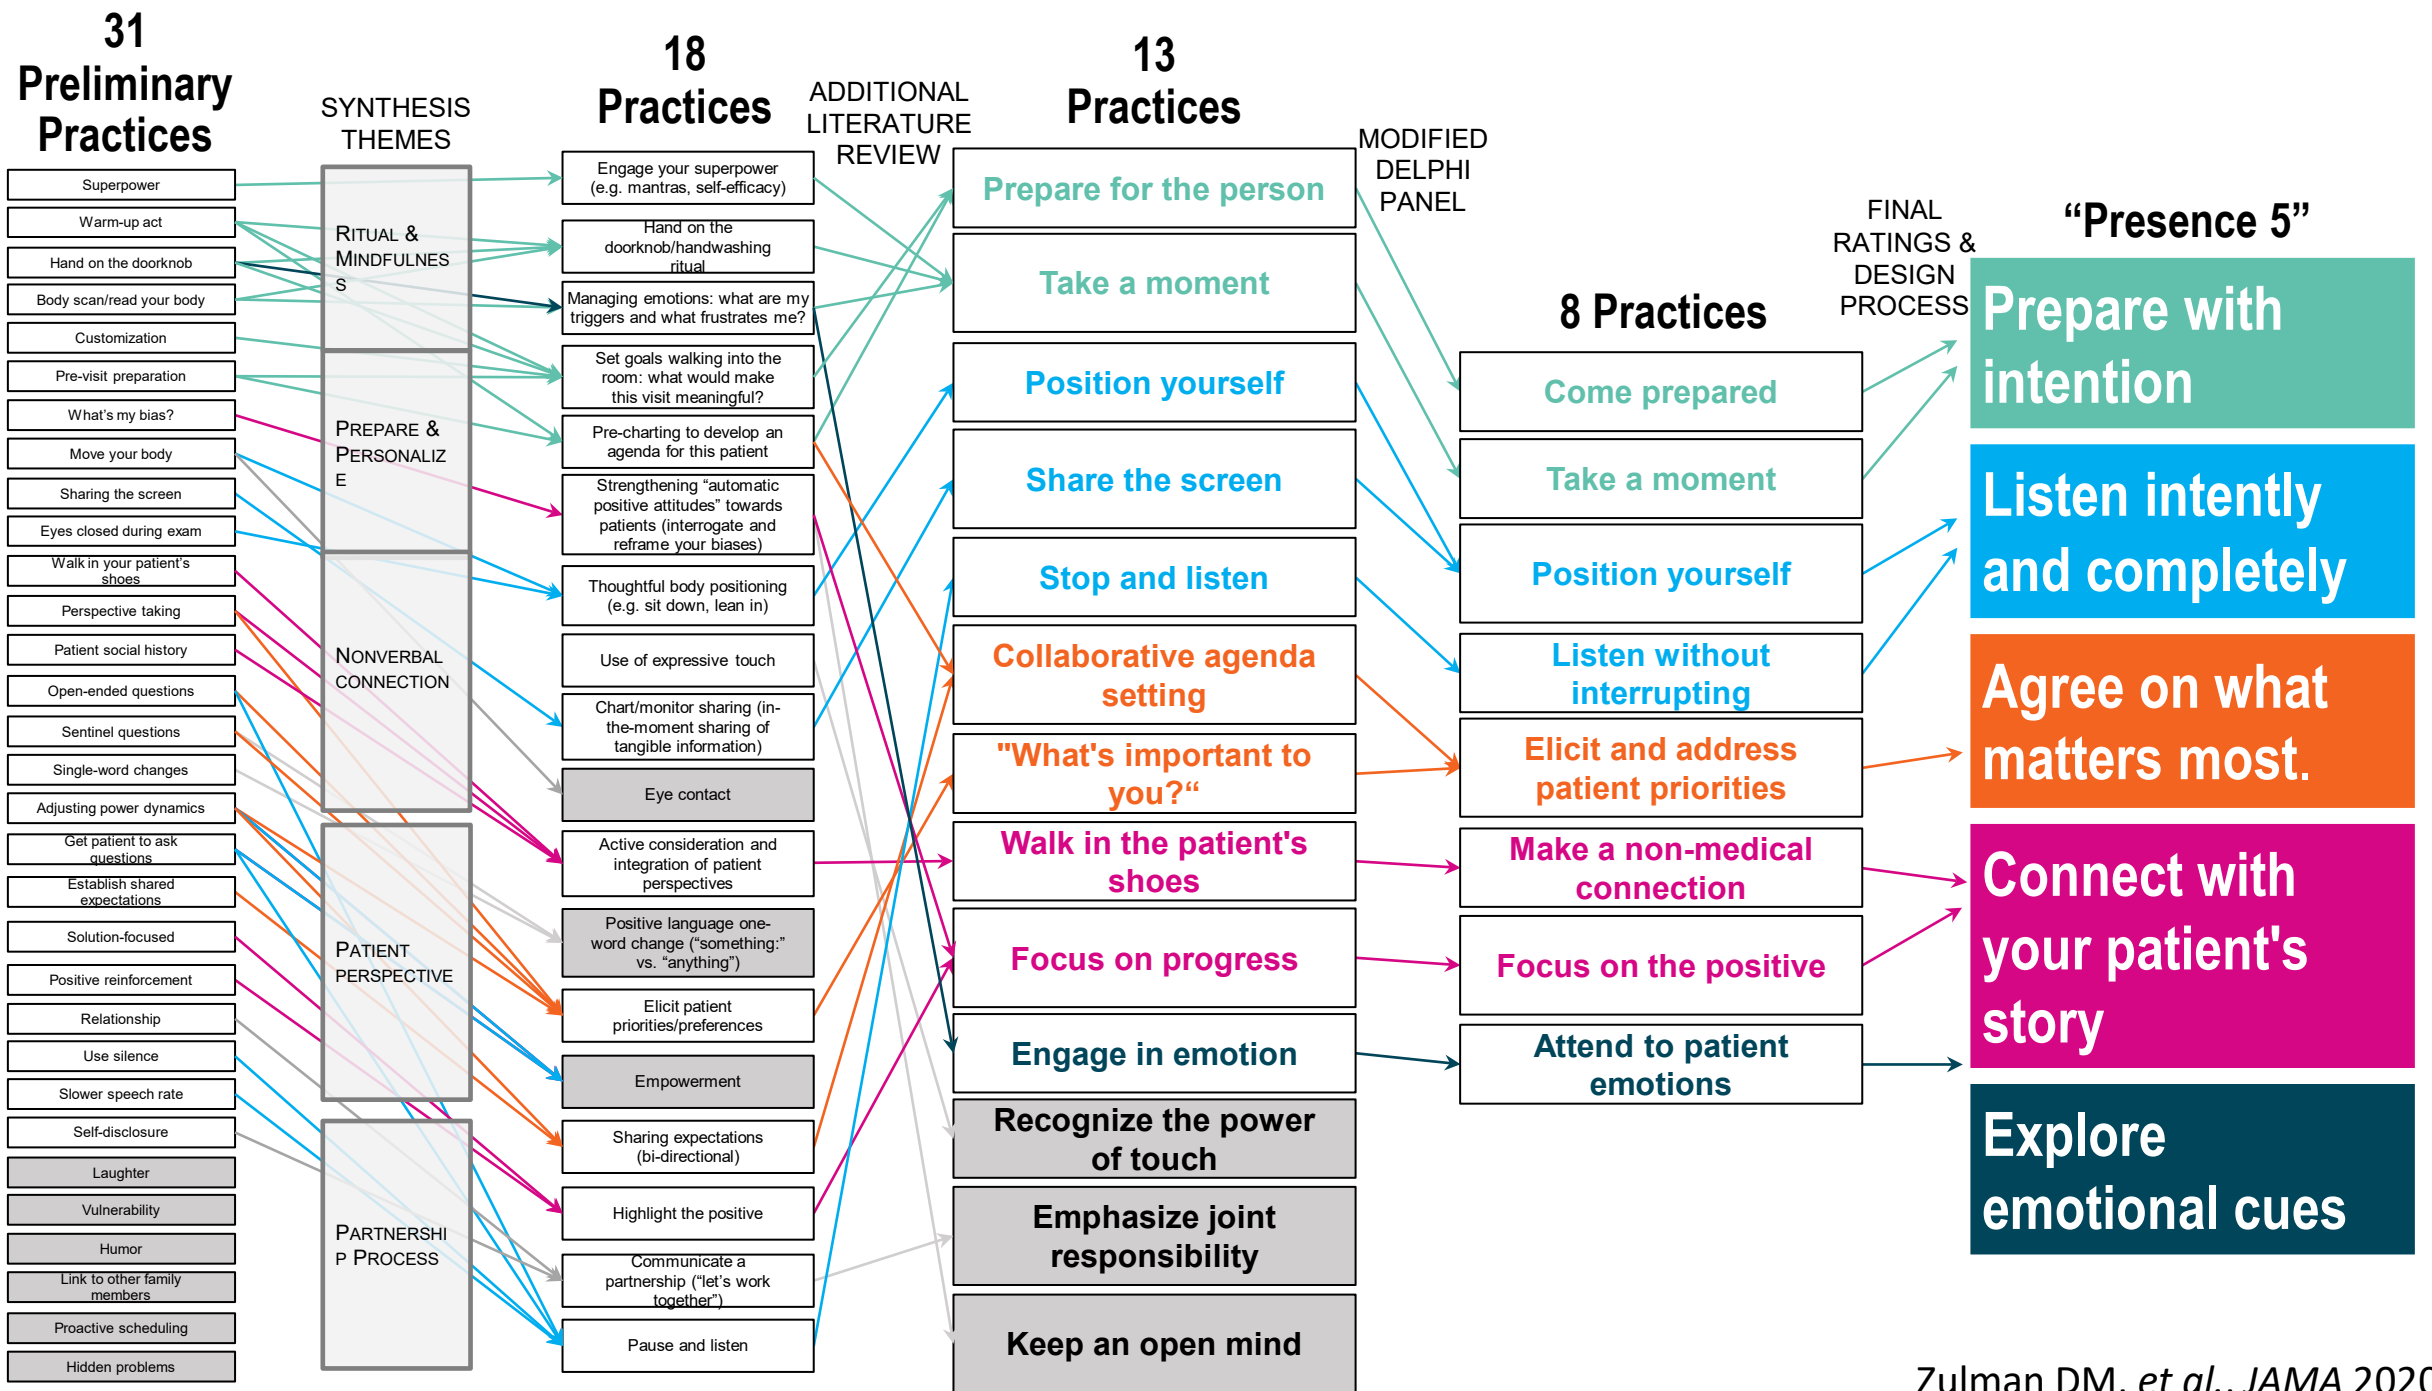 31
Preliminary
Practices
Superpower
Warm-up act
Hand on the doorknob
Body scan/read your body
Customization
Pre-visit preparation
What's my bias?
Move your body
Sharing the screen
Eyes closed during exam
Walk in your patient's
shoes
Perspective taking
Patient social history
Open-ended questions
Sentinel questions
Single-word changes
Adjusting power dynamics
Get patient to ask
questions
Establish shared
expectations
Solution-focused
Positive reinforcement
Relationship
Use silence
Slower speech rate
Self-disclosure
Laughter
Vulnerability
Humor
Link to other family
members
Proactive scheduling
Hidden problems
SYNTHESIS
THEMES
RITUAL &
MINDFULNES
S
PREPARE &
PERSONALIZ
E
NONVERBAL
CONNECTION
PATIENT
PERSPECTIVE
PARTNERSHI
P PROCESS
18
Practices
Engage your superpower
(e.g. mantras, self-efficacy)
Hand on the
doorknob/handwashing
ritual
Managing emotions: what are my
triggers and what frustrates me?
Set goals walking into the
room: what would make
this visit meaningful?
Pre-charting to develop an
agenda for this patient
Strengthening “automatic
positive attitudes” towards
patients (interrogate and
reframe your biases)
Thoughtful body positioning
(e.g. sit down, lean in)
Use of expressive touch
Chart/monitor sharing (in-
the-moment sharing of
tangible information)
Eye contact
Active consideration and
integration of patient
perspectives
Positive language one-
word change (“something:”
vs. “anything”)
Elicit patient
priorities/preferences
Empowerment
Sharing expectations
(bi-directional)
Highlight the positive
Communicate a
partnership (“let's work
together”)
Pause and listen
ADDITIONAL
LITERATURE
REVIEW
13
Practices
Prepare for the person
Take a moment
Position yourself
Share the screen
Stop and listen
Collaborative agenda
setting
"What's important to
you?“
Walk in the patient's
shoes
Focus on progress
Engage in emotion
Recognize the power
of touch
Emphasize joint
responsibility
Keep an open mind
MODIFIED
DELPHI
PANEL
8 Practices
Come prepared
Take a moment
Position yourself
Listen without
interrupting
Elicit and address
patient priorities
Make a non-medical
connection
Focus on the positive
Attend to patient
emotions
FINAL
RATINGS &
DESIGN
PROCESS
“Presence 5”
Prepare with
intention
Listen intently
and completely
Agree on what
matters most.
Connect with
your patient's
story
Explore
emotional cues
Zulman DM, et al., JAMA 2020